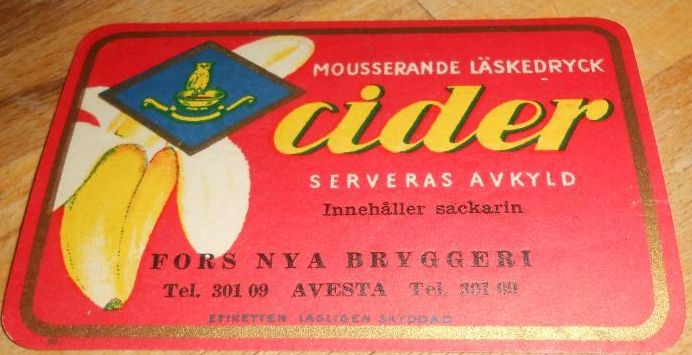 MOUSSERANDE LÄSKEDRYCK
cider
SERVERAS AVKYLD
Innehåller sackarin
FORS NYA BRYGGERI
Tel. 301 09 AVESTA Tel. 301 09
ETIKETTEN LAGLIGEN SKYDDAD